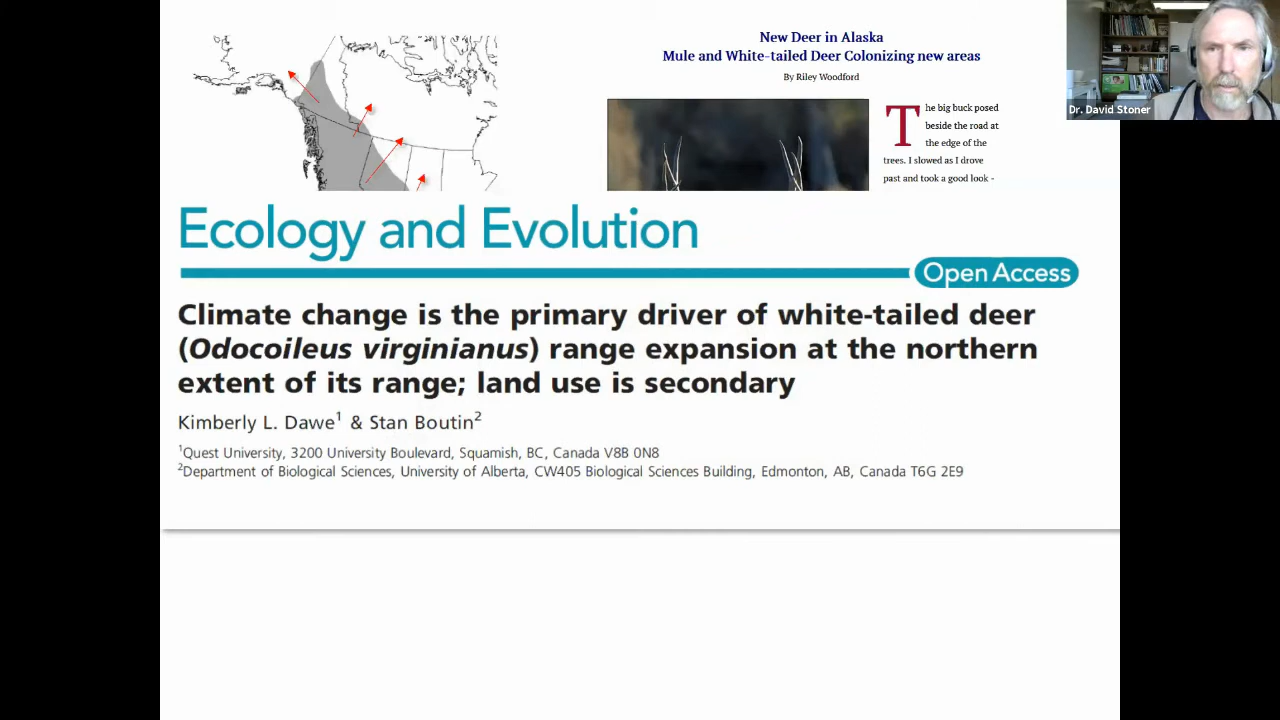 New Deer in Alaska
Mule and White-tailed Deer Colonizing new areas
By Riley Woodford
The big buck posed
beside the road at
the edge of the
trees. I slowed as I drove
past and took a good look -
Dr. David Stoner
Ecology and Evolution
Open Access
Climate change is the primary driver of white-tailed deer
(Odocoileus virginianus) range expansion at the northern
extent of its range; land use is secondary
Kimberly L. Dawe1 & Stan Boutin2
1Quest University, 3200 University Boulevard, Squamish, BC, Canada V8B 0N8
2Department of Biological Sciences, University of Alberta, CW405 Biological Sciences Building, Edmonton, AB, Canada T6G 2E9